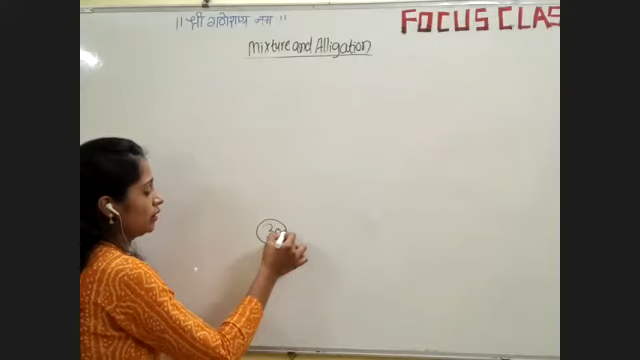 || श्री गणेशाय नमः ||
FOCUS CLAS
Mixture and Alligation